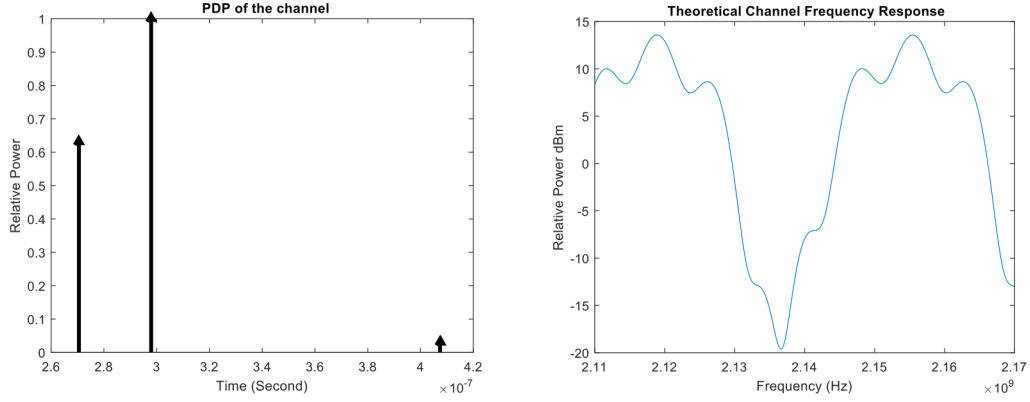 PDP of the channel
1
0.9
0.8
0.7
0.6
0.5
0.4
0.3
0.2
0.1
0
Relative Power
2.6 2.8 3 3.2 3.4 3.6 3.8 4 4.2
Time (Second)
×10⁻⁷
Theoretical Channel Frequency Response
15
10
5
0
-5
-10
-15
-20
Relative Power dBm
2.11 2.12 2.13 2.14 2.15 2.16 2.17
Frequency (Hz)
×10⁹